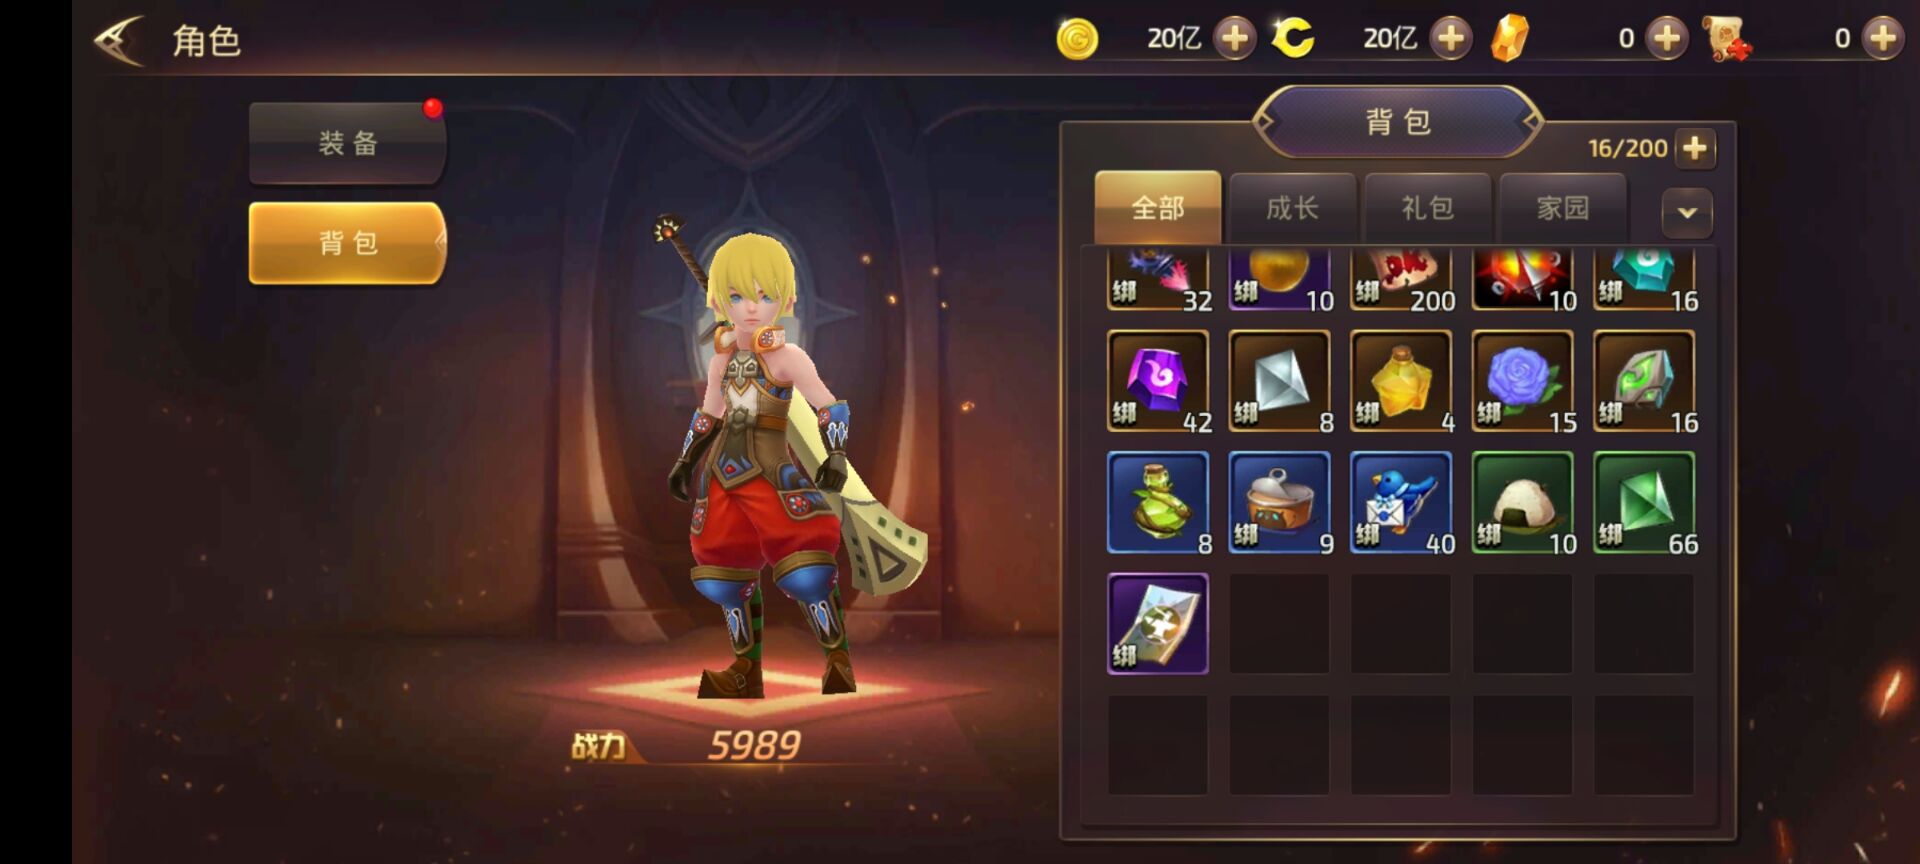 角色
20亿
20亿
0
0
装备
背包
背包
16/200
全部
成长
礼包
家园
绑 32
绑 10
绑 200
10
绑 16
绑 42
绑 8
绑 4
绑 15
绑 16
8
绑 9
绑 40
绑 10
绑 66
绑
战力 5989